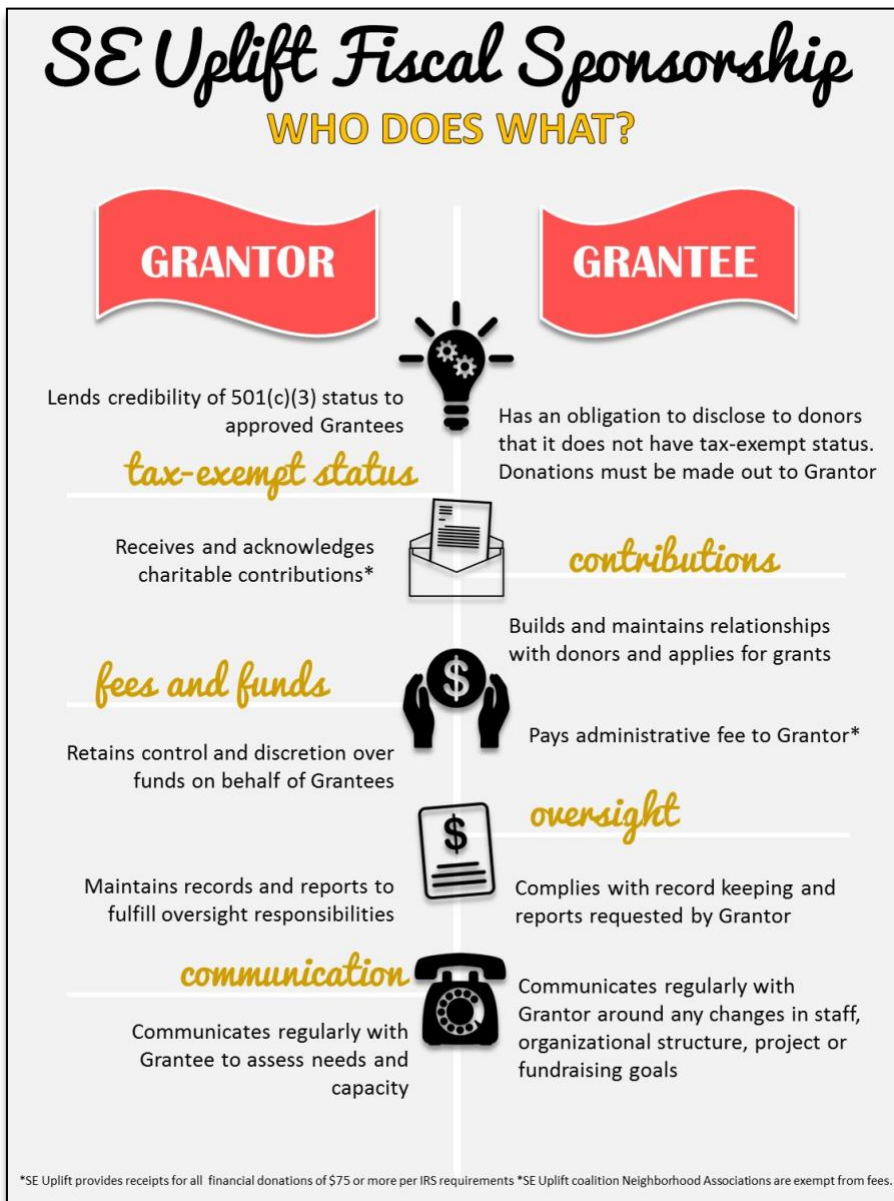 SE Uplift Fiscal Sponsorship
WHO DOES WHAT?
GRANTOR
GRANTEE
Lends credibility of 501(c)(3) status to
approved Grantees
Has an obligation to disclose to donors
that it does not have tax-exempt status.
Donations must be made out to Grantor
tax-exempt status
Receives and acknowledges
charitable contributions*
contributions
Builds and maintains relationships
with donors and applies for grants
fees and funds
$
Retains control and discretion over
funds on behalf of Grantees
Pays administrative fee to Grantor*
oversight
$
Maintains records and reports to
fulfill oversight responsibilities
Complies with record keeping and
reports requested by Grantor
communication
Communicates regularly with
Grantee to assess needs and
capacity
Communicates regularly with
Grantor around any changes in staff,
organizational structure, project or
fundraising goals
*SE Uplift provides receipts for all financial donations of $75 or more per IRS requirements *SE Uplift coalition Neighborhood Associations are exempt from fees.